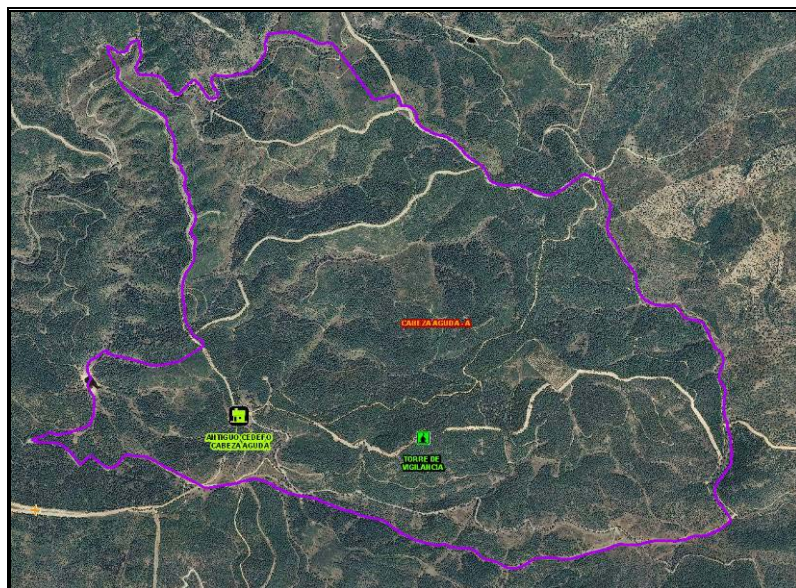 CABEZA AGUDA - A
ANTIGUO CEDEFO
CABEZA AGUDA
TORRE DE
VIGILANCIA